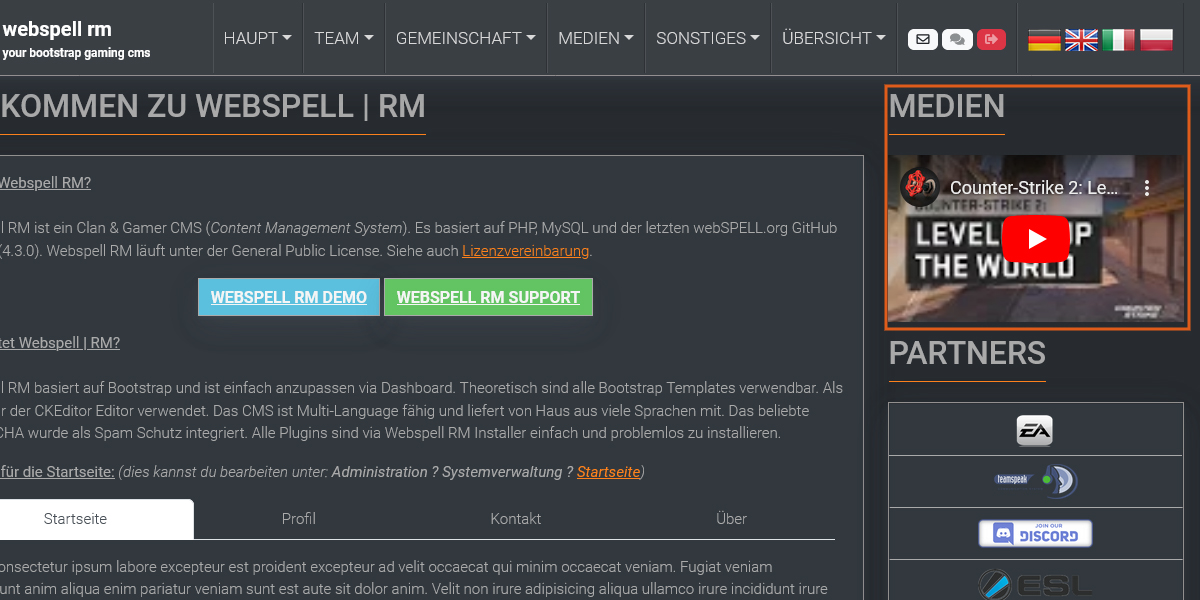 webspell rm
your bootstrap gaming cms
HAUPT
TEAM
GEMEINSCHAFT
MEDIEN
SONSTIGES
ÜBERSICHT
KOMMEN ZU WEBSPELL | RM
Webspell RM?
l RM ist ein Clan & Gamer CMS (Content Management System). Es basiert auf PHP, MySQL und der letzten webSPELL.org GitHub
(4.3.0). Webspell RM läuft unter der General Public License. Siehe auch Lizenzvereinbarung.
WEBSPELL RM DEMO
WEBSPELL RM SUPPORT
tet Webspell | RM?
l RM basiert auf Bootstrap und ist einfach anzupassen via Dashboard. Theoretisch sind alle Bootstrap Templates verwendbar. Als
r der CKEditor Editor verwendet. Das CMS ist Multi-Language fähig und liefert von Haus aus viele Sprachen mit. Das beliebte
CHA wurde als Spam Schutz integriert. Alle Plugins sind via Webspell RM Installer einfach und problemlos zu installieren.
für die Startseite: (dies kannst du bearbeiten unter: Administration ? Systemverwaltung ? Startseite)
Startseite
Profil
Kontakt
Über
onsectetur ipsum labore excepteur est proident excepteur ad velit occaecat qui minim occaecat veniam. Fugiat veniam
unt anim aliqua enim pariatur veniam sunt est aute sit dolor anim. Velit non irure adipisicing aliqua ullamco irure incididunt irure
MEDIEN
Counter-Strike 2: Le...
COUNTER-STRIKE 2:
LEVEL UP
THE WORLD
PARTNERS
EA
teamspeak
JOIN OUR
DISCORD
ESL